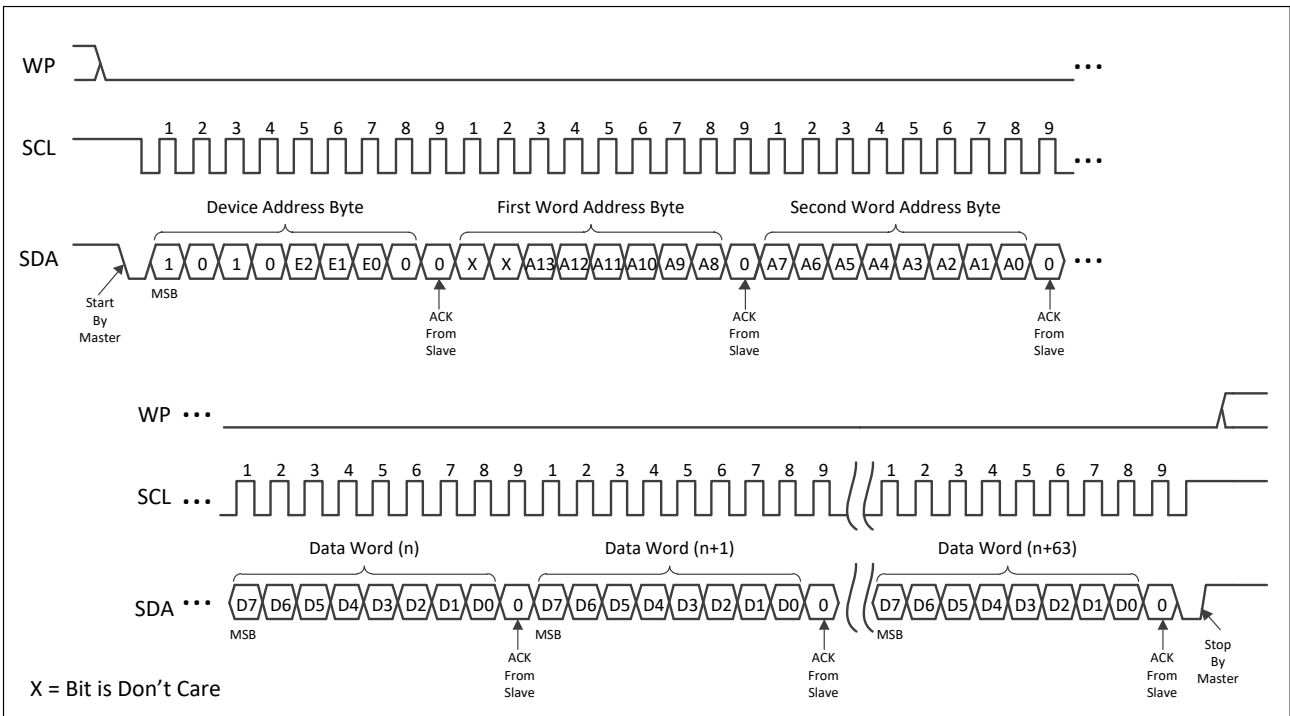 WP
...
1 2 3 4 5 6 7 8 9 1 2 3 4 5 6 7 8 9 1 2 3 4 5 6 7 8 9
SCL
...
Device Address Byte First Word Address Byte Second Word Address Byte
SDA
1 0 1 0 E2 E1 E0 0 0 X X A13 A12 A11 A10 A9 A8 0 A7 A6 A5 A4 A3 A2 A1 A0 0 ...
MSB
Start
By
Master
ACK
From
Slave
ACK
From
Slave
ACK
From
Slave
WP ...
1 2 3 4 5 6 7 8 9 1 2 3 4 5 6 7 8 9 1 2 3 4 5 6 7 8 9
SCL ...
Data Word (n) Data Word (n+1) Data Word (n+63)
SDA ... D7 D6 D5 D4 D3 D2 D1 D0 0 D7 D6 D5 D4 D3 D2 D1 D0 0 D7 D6 D5 D4 D3 D2 D1 D0 0
MSB MSB MSB
ACK
From
Slave
ACK
From
Slave
ACK
From
Slave
Stop
By
Master
X = Bit is Don’t Care